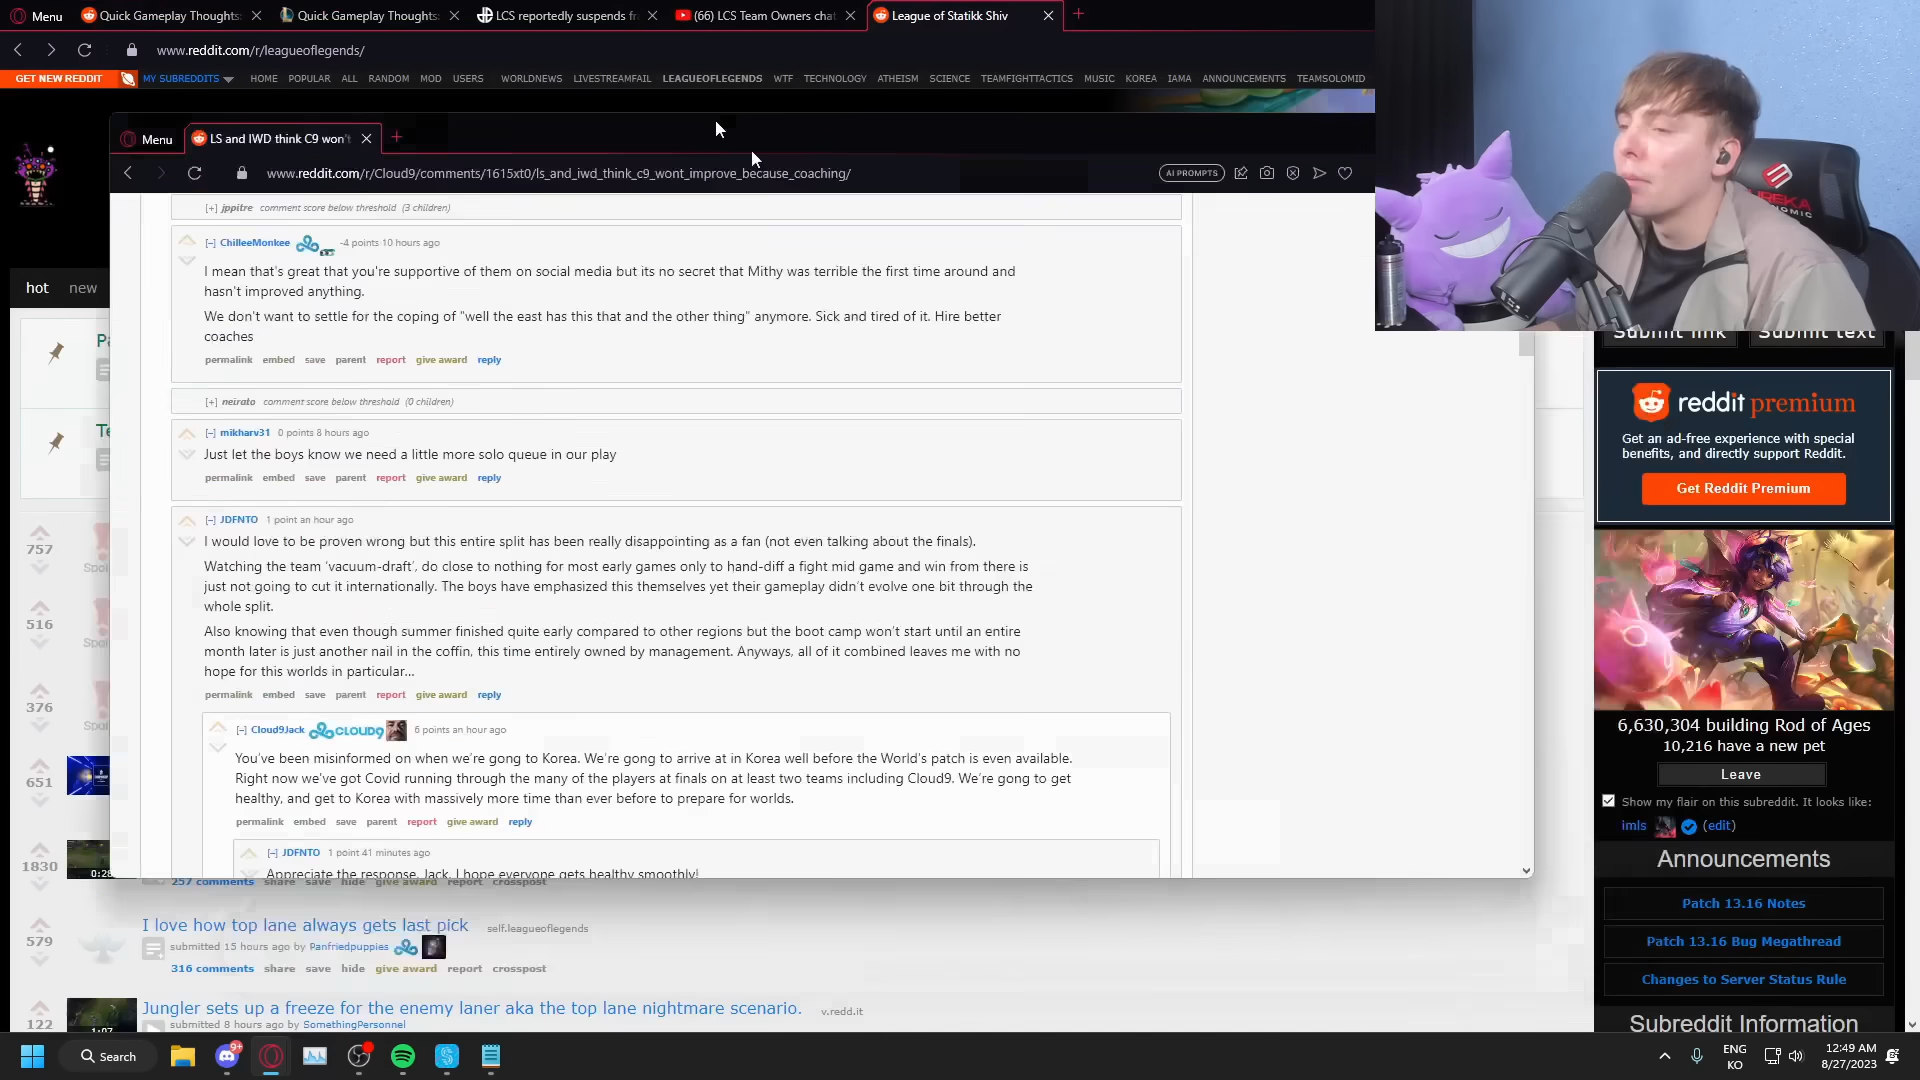 Menu
Quick Gameplay Thoughts:
Quick Gameplay Thoughts:
LCS reportedly suspends fr
(66) LCS Team Owners chat
League of Statikk Shiv
www.reddit.com/r/leagueoflegends/
GET NEW REDDIT
MY SUBREDDITS
HOME POPULAR ALL RANDOM MOD USERS WORLDNEWS LIVESTREAMFAIL LEAGUEOFLEGENDS WTF TECHNOLOGY ATHEISM SCIENCE TEAMFIGHTTACTICS MUSIC KOREA IAMA ANNOUNCEMENTS TEAMSOLOMID
Menu
LS and IWD think C9 won't
www.reddit.com/r/Cloud9/comments/1615xt0/ls_and_iwd_think_c9_wont_improve_because_coaching/
AI PROMPTS
[+] jppitre comment score below threshold (3 children)
[–] ChilleeMonkee -4 points 10 hours ago
I mean that's great that you're supportive of them on social media but its no secret that Mithy was terrible the first time around and
hasn't improved anything.
We don't want to settle for the coping of "well the east has this that and the other thing" anymore. Sick and tired of it. Hire better
coaches
permalink embed save parent report give award reply
[+] neirato comment score below threshold (0 children)
[–] mikharv31 0 points 8 hours ago
Just let the boys know we need a little more solo queue in our play
permalink embed save parent report give award reply
[–] JDFNTO 1 point an hour ago
I would love to be proven wrong but this entire split has been really disappointing as a fan (not even talking about the finals).
Watching the team 'vacuum-draft', do close to nothing for most early games only to hand-diff a fight mid game and win from there is
just not going to cut it internationally. The boys have emphasized this themselves yet their gameplay didn't evolve one bit through the
whole split.
Also knowing that even though summer finished quite early compared to other regions but the boot camp won't start until an entire
month later is just another nail in the coffin, this time entirely owned by management. Anyways, all of it combined leaves me with no
hope for this worlds in particular...
permalink embed save parent report give award reply
[–] Cloud9Jack CLOUD9 6 points an hour ago
You've been misinformed on when we're gong to Korea. We're gong to arrive at in Korea well before the World's patch is even available.
Right now we've got Covid running through the many of the players at finals on at least two teams including Cloud9. We're gong to get
healthy, and get to Korea with massively more time than ever before to prepare for worlds.
permalink embed save parent report give award reply
[–] JDFNTO 1 point 41 minutes ago
Appreciate the response, Jack. I hope everyone gets healthy smoothly!
hot new
Pa
Te
757
Spoil
516
Spoil
376
Spoil
651
1830
0:28
257 comments share save hide give award report crosspost
579
I love how top lane always gets last pick self.leagueoflegends
submitted 15 hours ago by Panfriedpuppies
316 comments share save hide give award report crosspost
122
1:07
Jungler sets up a freeze for the enemy laner aka the top lane nightmare scenario. v.redd.it
submitted 8 hours ago by SomethingPersonnel
Submit link
Submit text
reddit premium
Get an ad-free experience with special
benefits, and directly support Reddit.
Get Reddit Premium
6,630,304 building Rod of Ages
10,216 have a new pet
Leave
Show my flair on this subreddit. It looks like:
imls (edit)
Announcements
Patch 13.16 Notes
Patch 13.16 Bug Megathread
Changes to Server Status Rule
Subreddit Information
Search
9+
ENG
KO
12:49 AM
8/27/2023